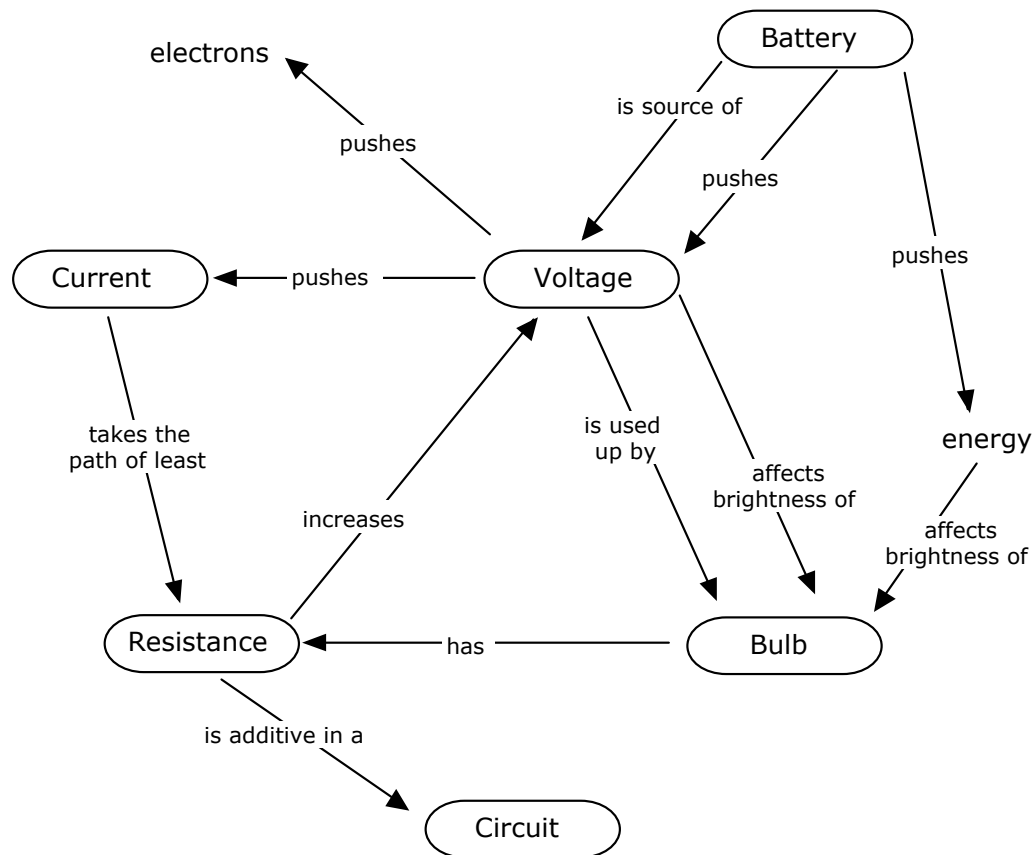 Battery
electrons
is source of
pushes
pushes
pushes
Current
pushes
Voltage
takes the
path of least
is used
up by
energy
affects
brightness of
increases
affects
brightness of
Resistance
has
Bulb
is additive in a
Circuit